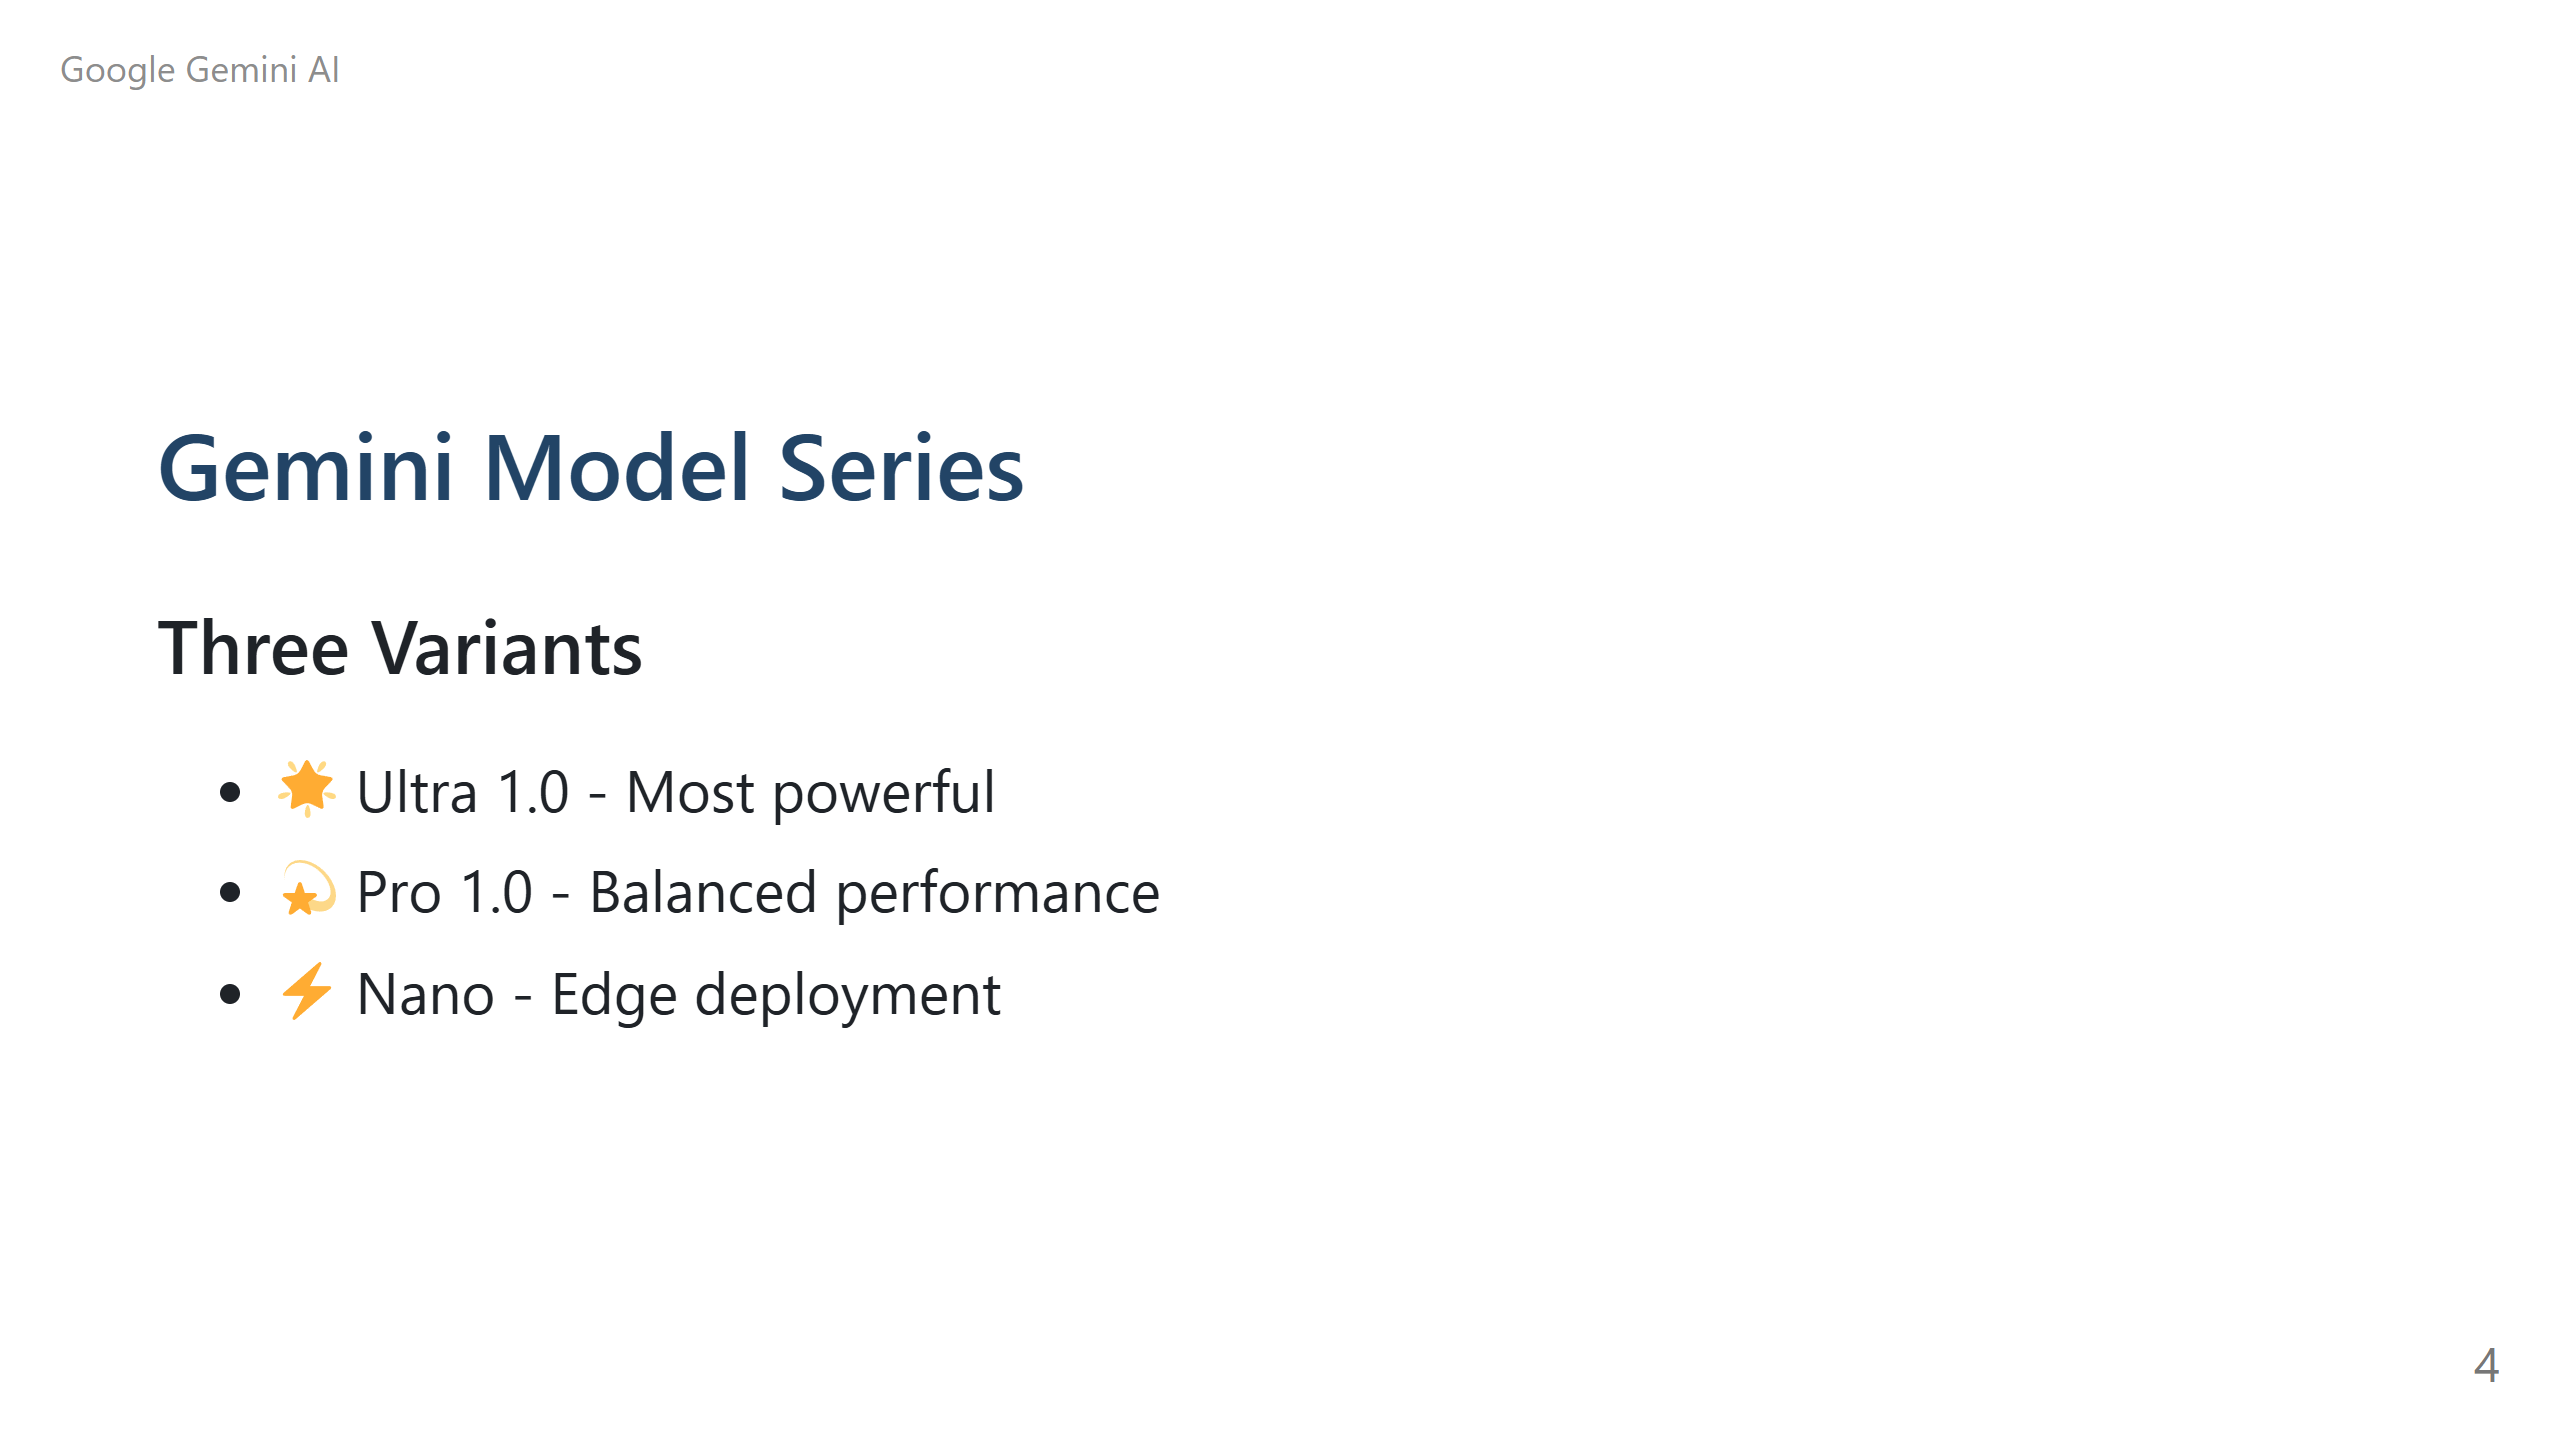 Google Gemini AI
Gemini Model Series
Three Variants
• 🌟 Ultra 1.0 - Most powerful
• 💫 Pro 1.0 - Balanced performance
• ⚡ Nano - Edge deployment
4